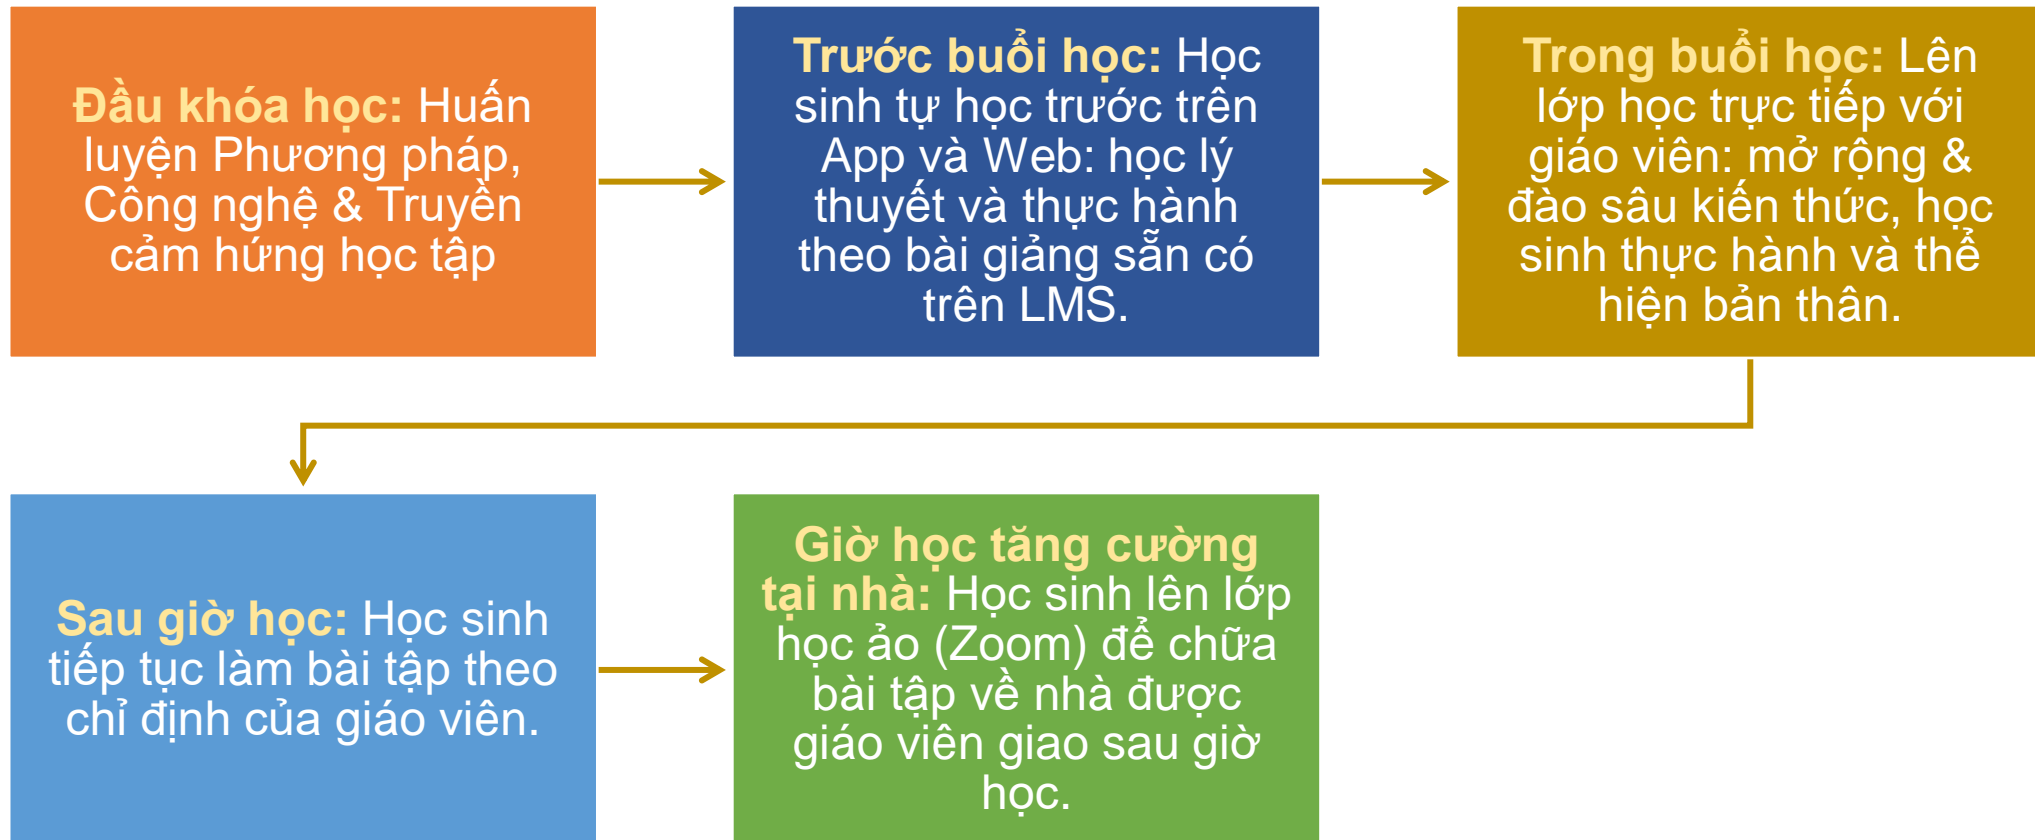 Đầu khóa học: Huấn
luyện Phương pháp,
Công nghệ & Truyền
cảm hứng học tập
Trước buổi học: Học
sinh tự học trước trên
App và Web: học lý
thuyết và thực hành
theo bài giảng sẵn có
trên LMS.
Trong buổi học: Lên
lớp học trực tiếp với
giáo viên: mở rộng &
đào sâu kiến thức, học
sinh thực hành và thể
hiện bản thân.
Sau giờ học: Học sinh
tiếp tục làm bài tập theo
chỉ định của giáo viên.
Giờ học tăng cường
tại nhà: Học sinh lên lớp
học ảo (Zoom) để chữa
bài tập về nhà được
giáo viên giao sau giờ
học.